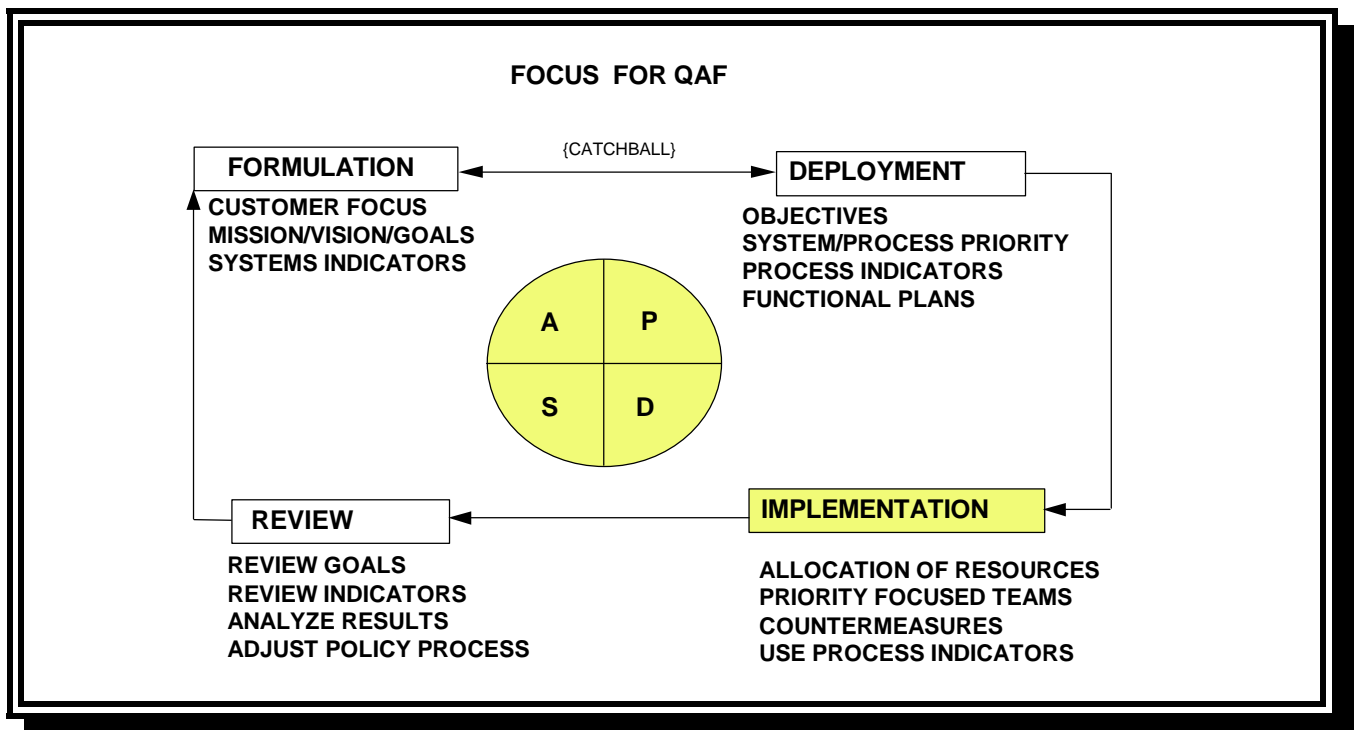 FOCUS FOR QAF
{CATCHBALL}
FORMULATION
CUSTOMER FOCUS
MISSION/VISION/GOALS
SYSTEMS INDICATORS
DEPLOYMENT
OBJECTIVES
SYSTEM/PROCESS PRIORITY
PROCESS INDICATORS
FUNCTIONAL PLANS
A
P
S
D
REVIEW
REVIEW GOALS
REVIEW INDICATORS
ANALYZE RESULTS
ADJUST POLICY PROCESS
IMPLEMENTATION
ALLOCATION OF RESOURCES
PRIORITY FOCUSED TEAMS
COUNTERMEASURES
USE PROCESS INDICATORS